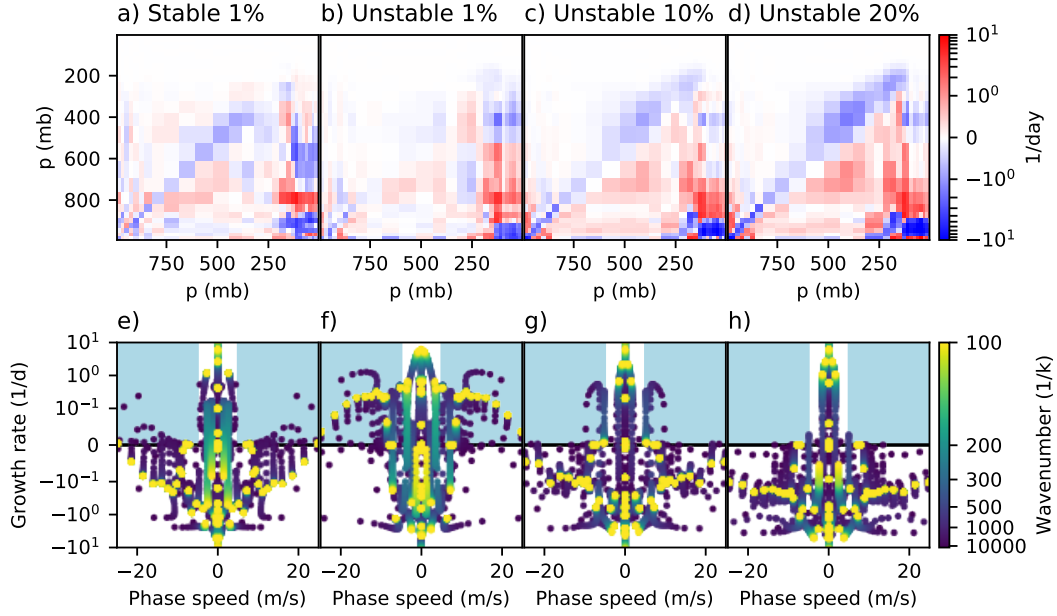 a) Stable 1%
b) Unstable 1%
c) Unstable 10%
d) Unstable 20%
p (mb)
200
400
600
800
750
500
250
750
500
250
750
500
250
750
500
250
p (mb)
p (mb)
p (mb)
p (mb)
10¹
10⁰
0
−10⁰
−10¹
1/day
e)
f)
g)
h)
Growth rate (1/d)
10¹
10⁰
10⁻¹
0
−10⁻¹
−10⁰
−10¹
−20
0
20
−20
0
20
−20
0
20
−20
0
20
Phase speed (m/s)
Phase speed (m/s)
Phase speed (m/s)
Phase speed (m/s)
100
200
300
500
1000
10000
Wavenumber (1/k)